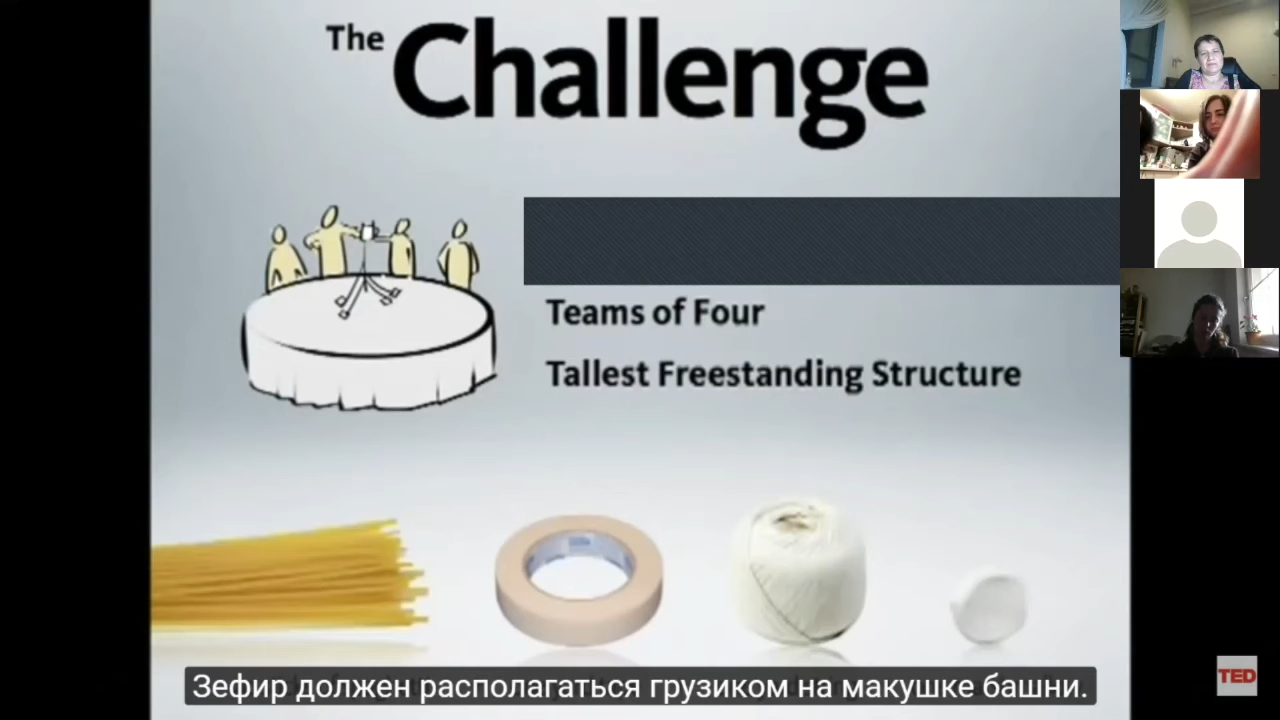 The Challenge
Teams of Four
Tallest Freestanding Structure
Зефир должен располагаться грузиком на макушке башни.
TED